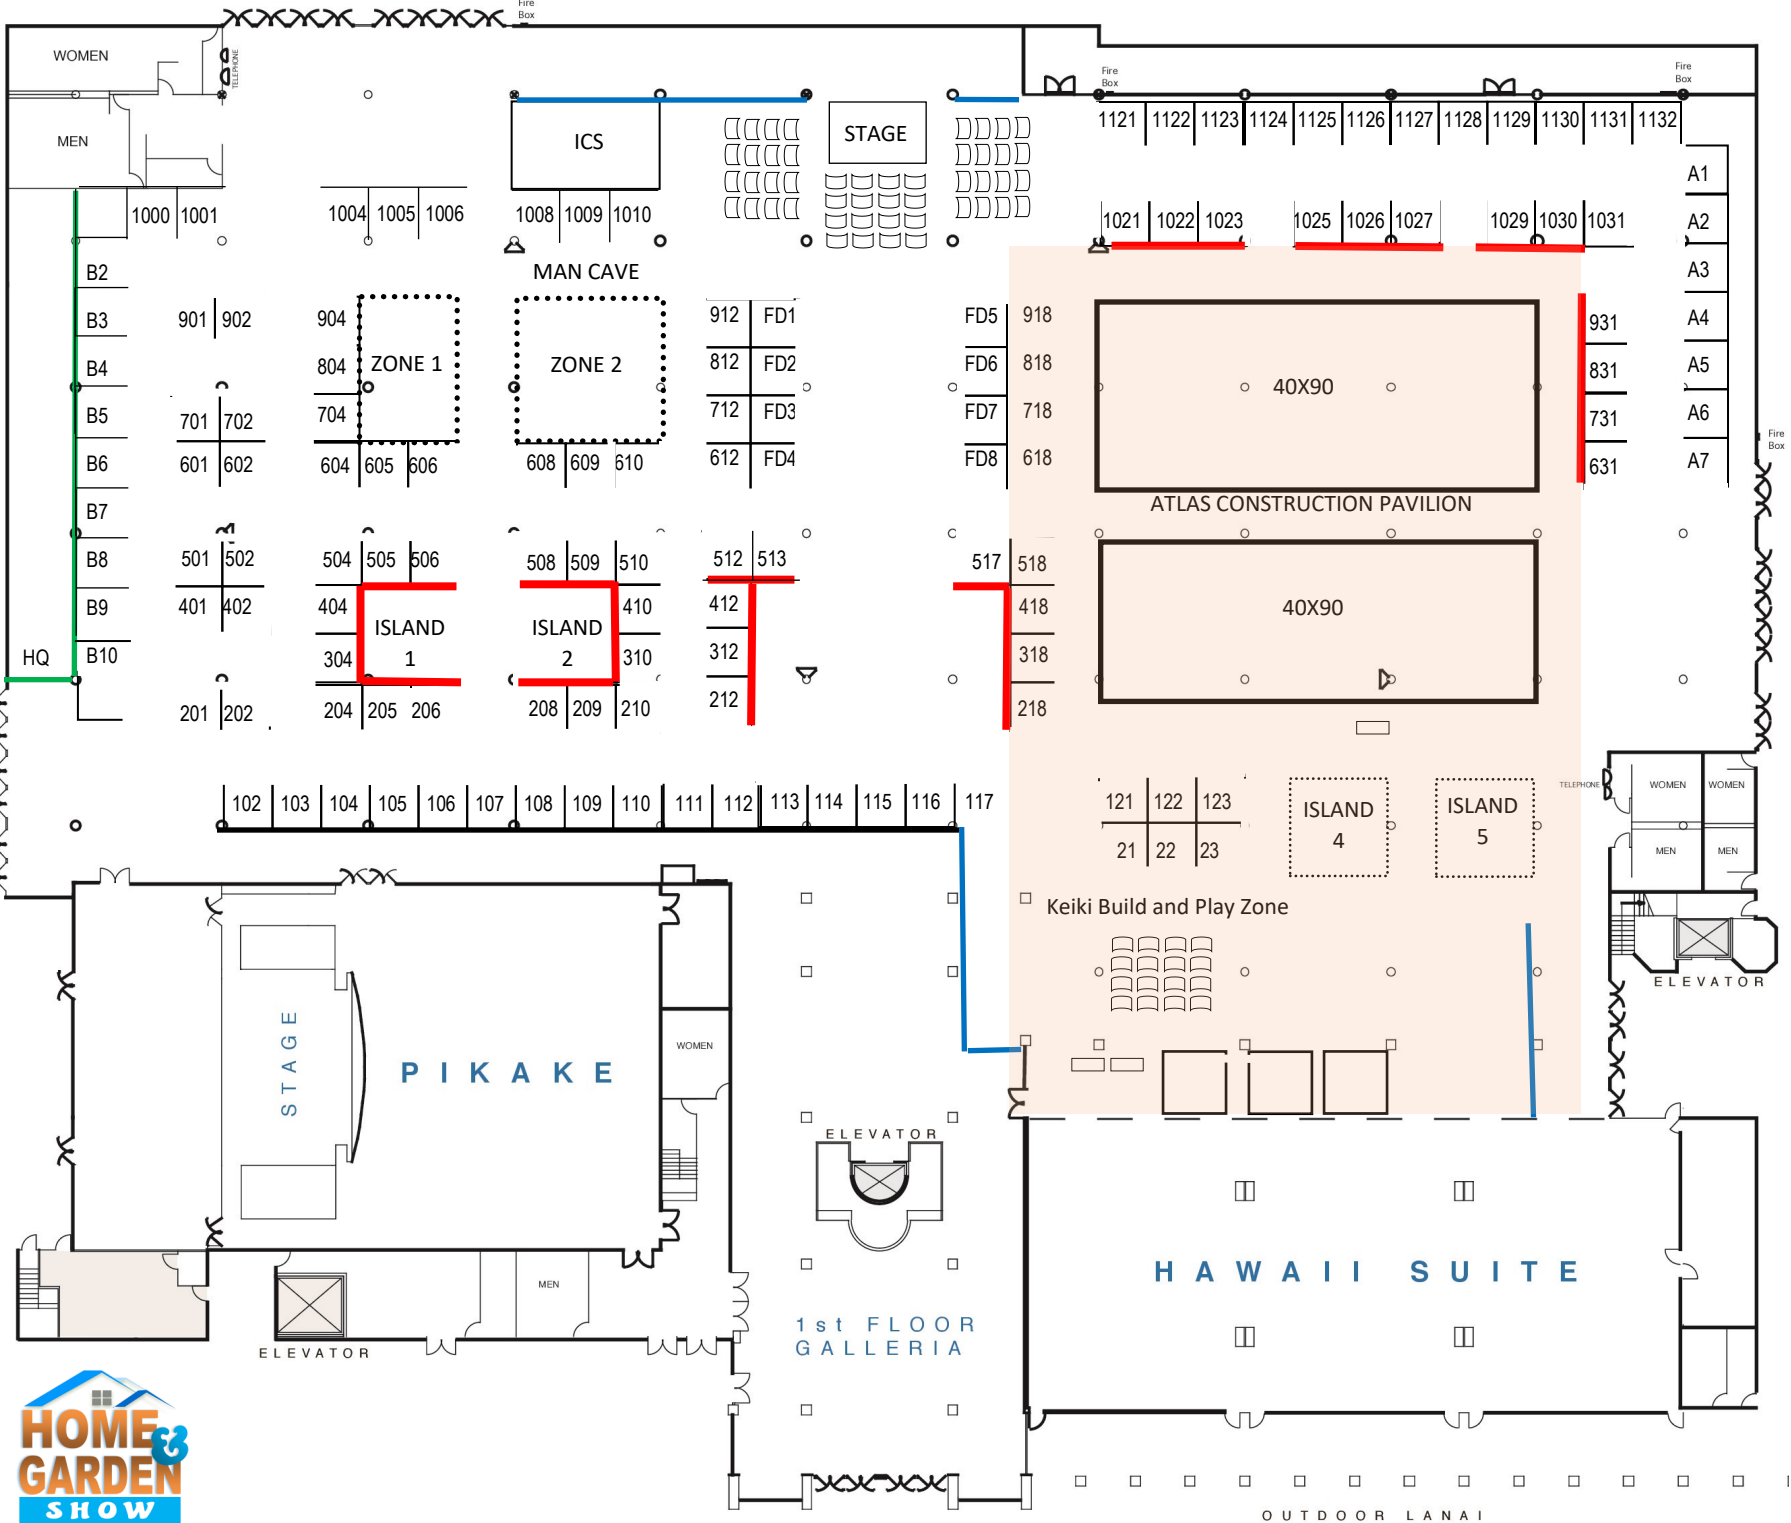 Fire
Box
WOMEN
TELEPHONE
MEN
ICS
STAGE
Fire
Box
Fire
Box
1121 1122 1123 1124 1125 1126 1127 1128 1129 1130 1131 1132
A1
A2
A3
A4
A5
A6
A7
Fire
Box
1000 1001
1004 1005 1006
1008 1009 1010
1021 1022 1023
1025 1026 1027
1029 1030 1031
MAN CAVE
B2
B3
B4
B5
B6
B7
B8
B9
B10
HQ
901 902
904
804
704
ZONE 1
ZONE 2
912 FD1
812 FD2
712 FD3
612 FD4
FD5 918
FD6 818
FD7 718
FD8 618
40X90
931
831
731
631
701 702
601 602
604 605 606
608 609 610
ATLAS CONSTRUCTION PAVILION
501 502
401 402
504 505 506
404
304
ISLAND
1
508 509 510
410
310
ISLAND
2
512 513
412
312
212
517 518
418
318
218
40X90
201 202
204 205 206
208 209 210
102 103 104 105 106 107 108 109 110 111 112 113 114 115 116 117
121 122 123
21 22 23
ISLAND
4
ISLAND
5
TELEPHONE
WOMEN
WOMEN
MEN
MEN
ELEVATOR
Keiki Build and Play Zone
STAGE
PIKAKE
WOMEN
ELEVATOR
MEN
ELEVATOR
1st FLOOR
GALLERIA
HAWAII SUITE
OUTDOOR LANAI
HOME &
GARDEN
SHOW